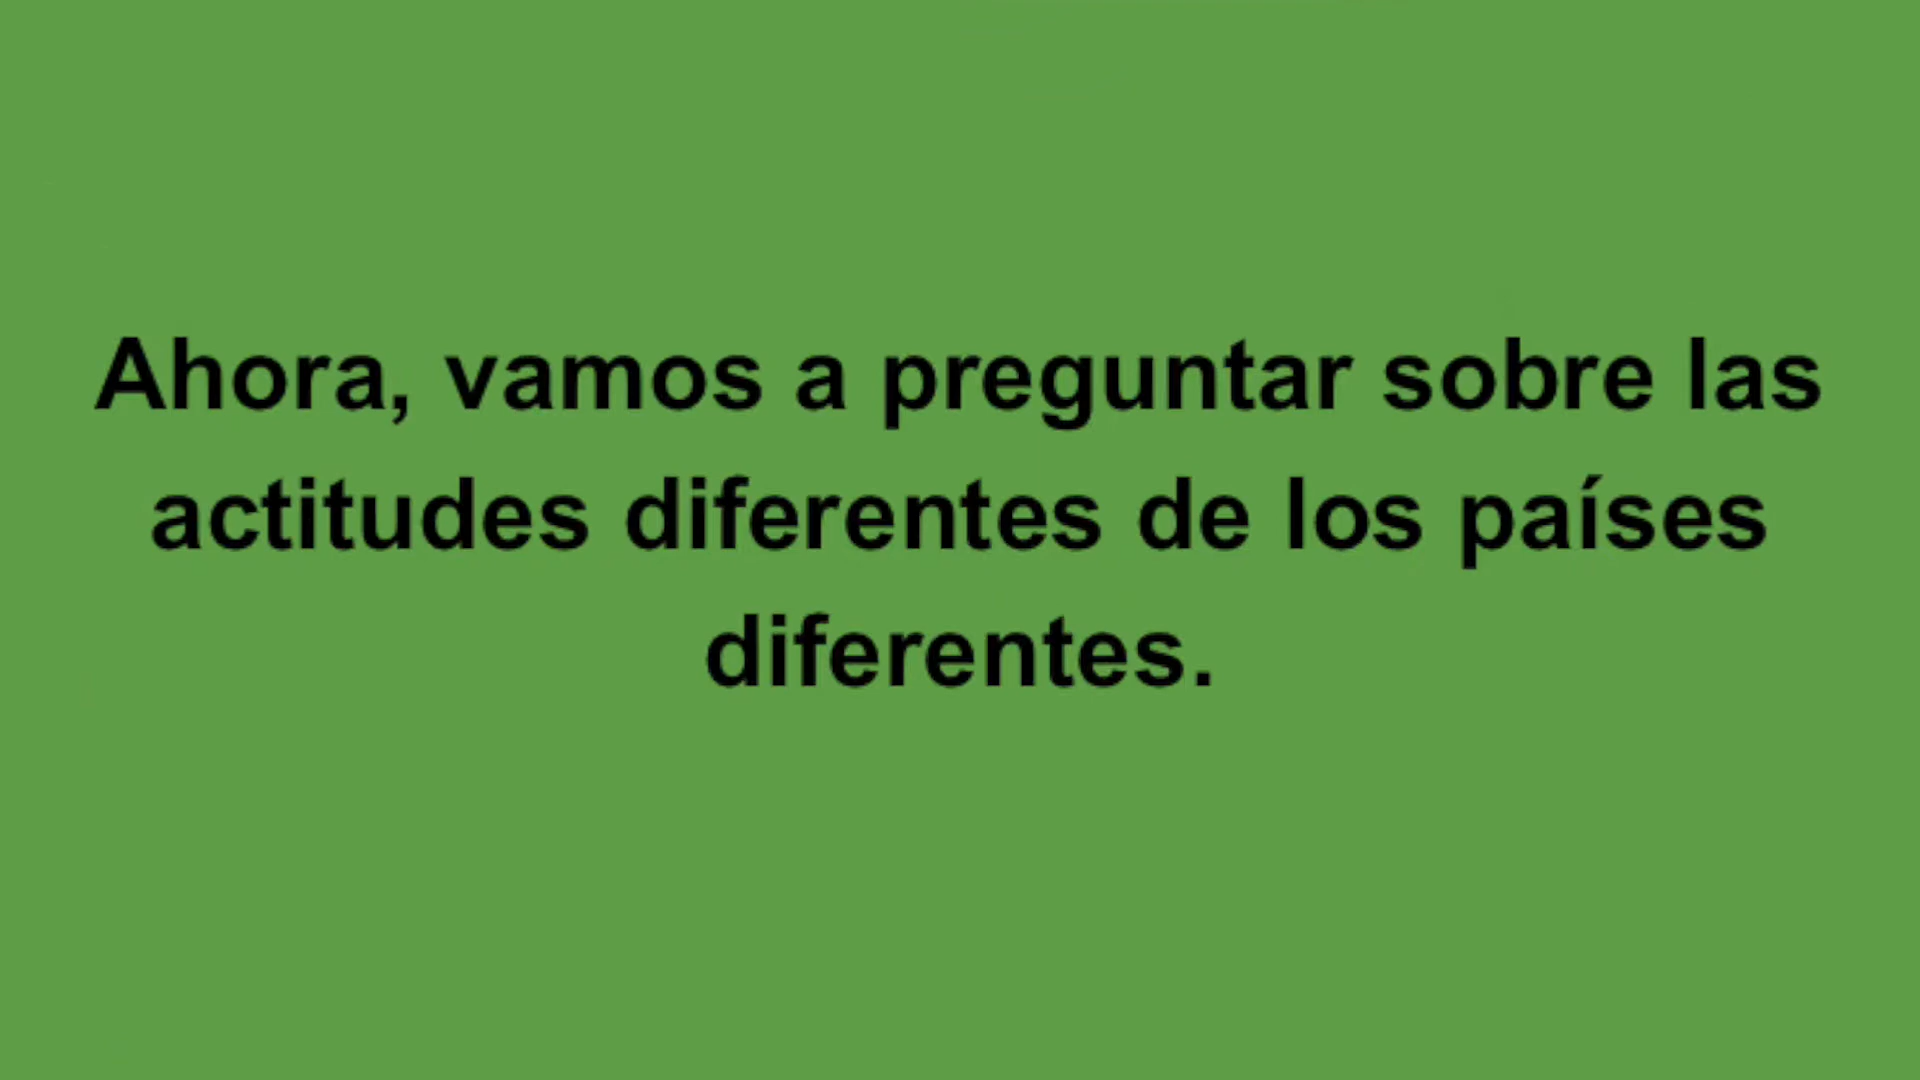 Ahora, vamos a preguntar sobre las
actitudes diferentes de los países
diferentes.